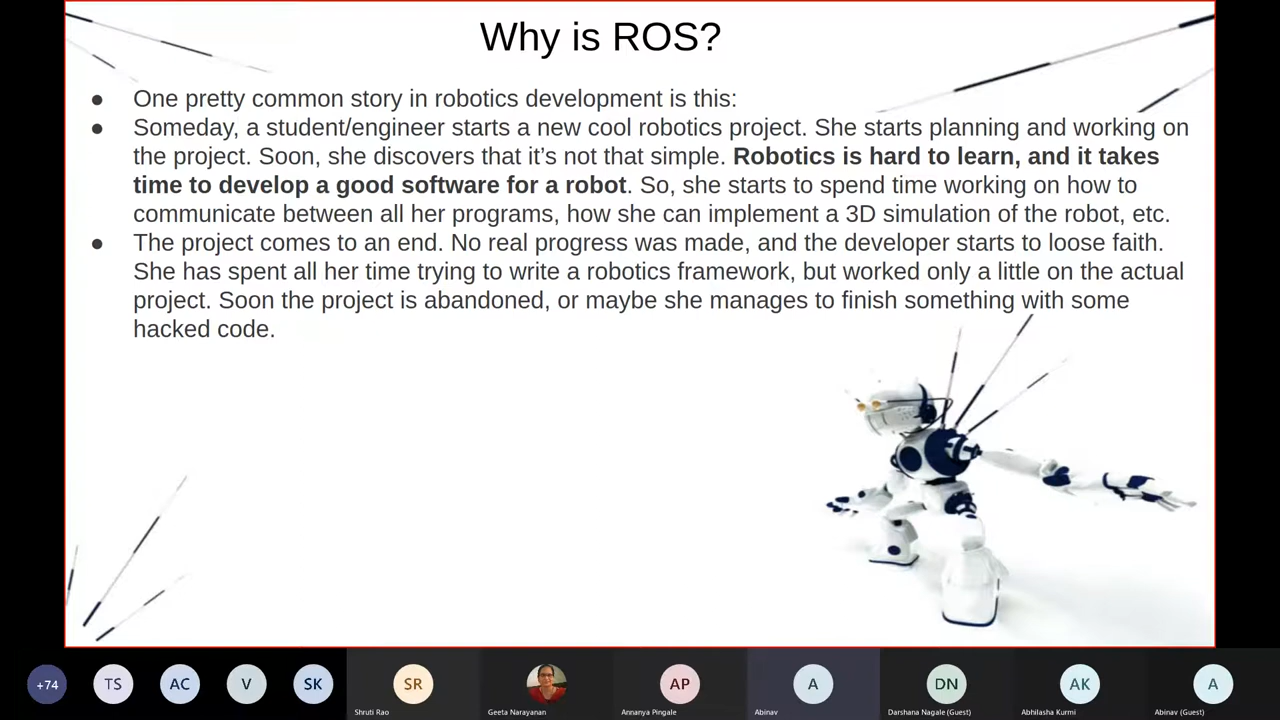 Why is ROS?
● One pretty common story in robotics development is this:
● Someday, a student/engineer starts a new cool robotics project. She starts planning and working on
the project. Soon, she discovers that it’s not that simple. Robotics is hard to learn, and it takes
time to develop a good software for a robot. So, she starts to spend time working on how to
communicate between all her programs, how she can implement a 3D simulation of the robot, etc.
● The project comes to an end. No real progress was made, and the developer starts to loose faith.
She has spent all her time trying to write a robotics framework, but worked only a little on the actual
project. Soon the project is abandoned, or maybe she manages to finish something with some
hacked code.
+74 TS AC V SK SR AP A DN AK A
Shruti Rao Geeta Narayanan Annanya Pingale Abinav Darshana Nagale (Guest) Abhilasha Kurmi Abinav (Guest)